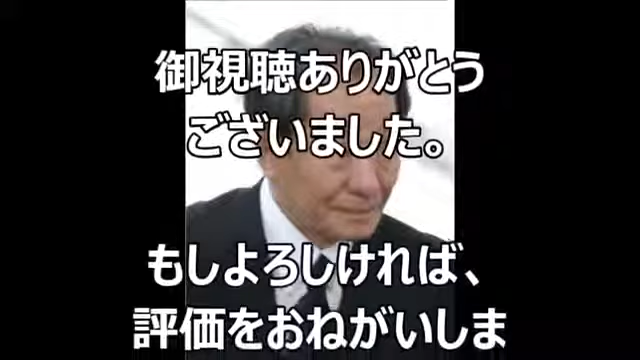 御視聴ありがとう
ございました。
もしよろしければ、
評価をおねがいしま